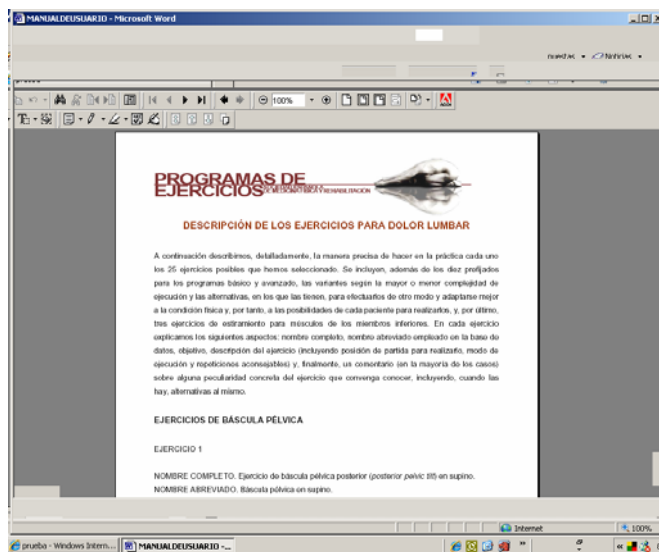 MANUALDEUSUARIO - Microsoft Word
Noticias
100%
PROGRAMAS DE
EJERCICIOS
DE MEDICINA FÍSICA Y REHABILITACIÓN
DESCRIPCIÓN DE LOS EJERCICIOS PARA DOLOR LUMBAR
A continuación describimos, detalladamente, la manera precisa de hacer en la práctica cada uno
los 25 ejercicios posibles que hemos seleccionado. Se incluyen, además de los diez prefijados
para los programas básico y avanzado, las variantes según la mayor o menor complejidad de
ejecución y las alternativas, en los que las tienen, para efectuarlos de otro modo y adaptarse mejor
a la condición física y, por tanto, a las posibilidades de cada paciente para realizarlos, y, por último,
tres ejercicios de estiramiento para músculos de los miembros inferiores. En cada ejercicio
explicamos los siguientes aspectos: nombre completo, nombre abreviado empleado en la base de
datos, objetivo, descripción del ejercicio (incluyendo posición de partida para realizarlo, modo de
ejecución y repeticiones aconsejables) y, finalmente, un comentario (en la mayoría de los casos)
sobre alguna peculiaridad concreta del ejercicio que convenga conocer, incluyendo, cuando las
hay, alternativas al mismo.
EJERCICIOS DE BÁSCULA PÉLVICA
EJERCICIO 1
NOMBRE COMPLETO. Ejercicio de báscula pélvica posterior (posterior pelvic tilt) en supino.
NOMBRE ABREVIADO. Báscula pélvica en supino.
Internet
100%
prueba - Windows Intern...
MANUALDEUSUARIO -...